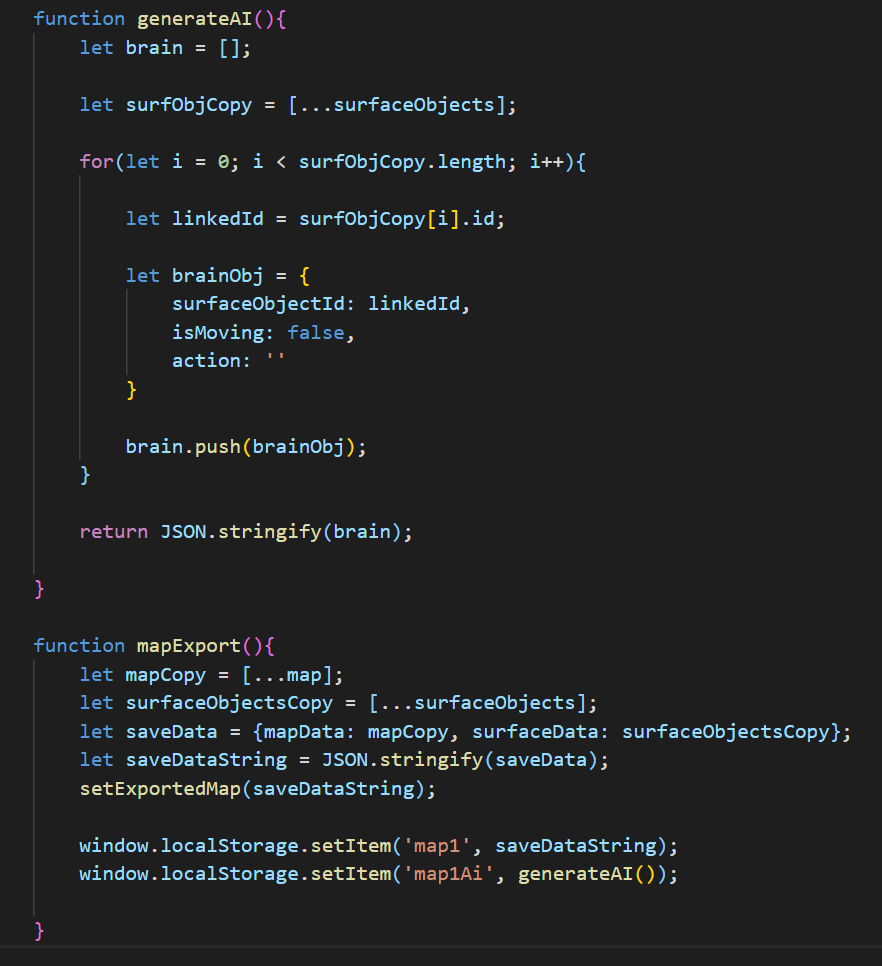 function generateAI(){
let brain = [];
let surfObjCopy = [...surfaceObjects];
for(let i = 0; i < surfObjCopy.length; i++){
let linkedId = surfObjCopy[i].id;
let brainObj = {
surfaceObjectId: linkedId,
isMoving: false,
action: ''
}
brain.push(brainObj);
}
return JSON.stringify(brain);
}
function mapExport(){
let mapCopy = [...map];
let surfaceObjectsCopy = [...surfaceObjects];
let saveData = {mapData: mapCopy, surfaceData: surfaceObjectsCopy};
let saveDataString = JSON.stringify(saveData);
setExportedMap(saveDataString);
window.localStorage.setItem('map1', saveDataString);
window.localStorage.setItem('map1Ai', generateAI());
}